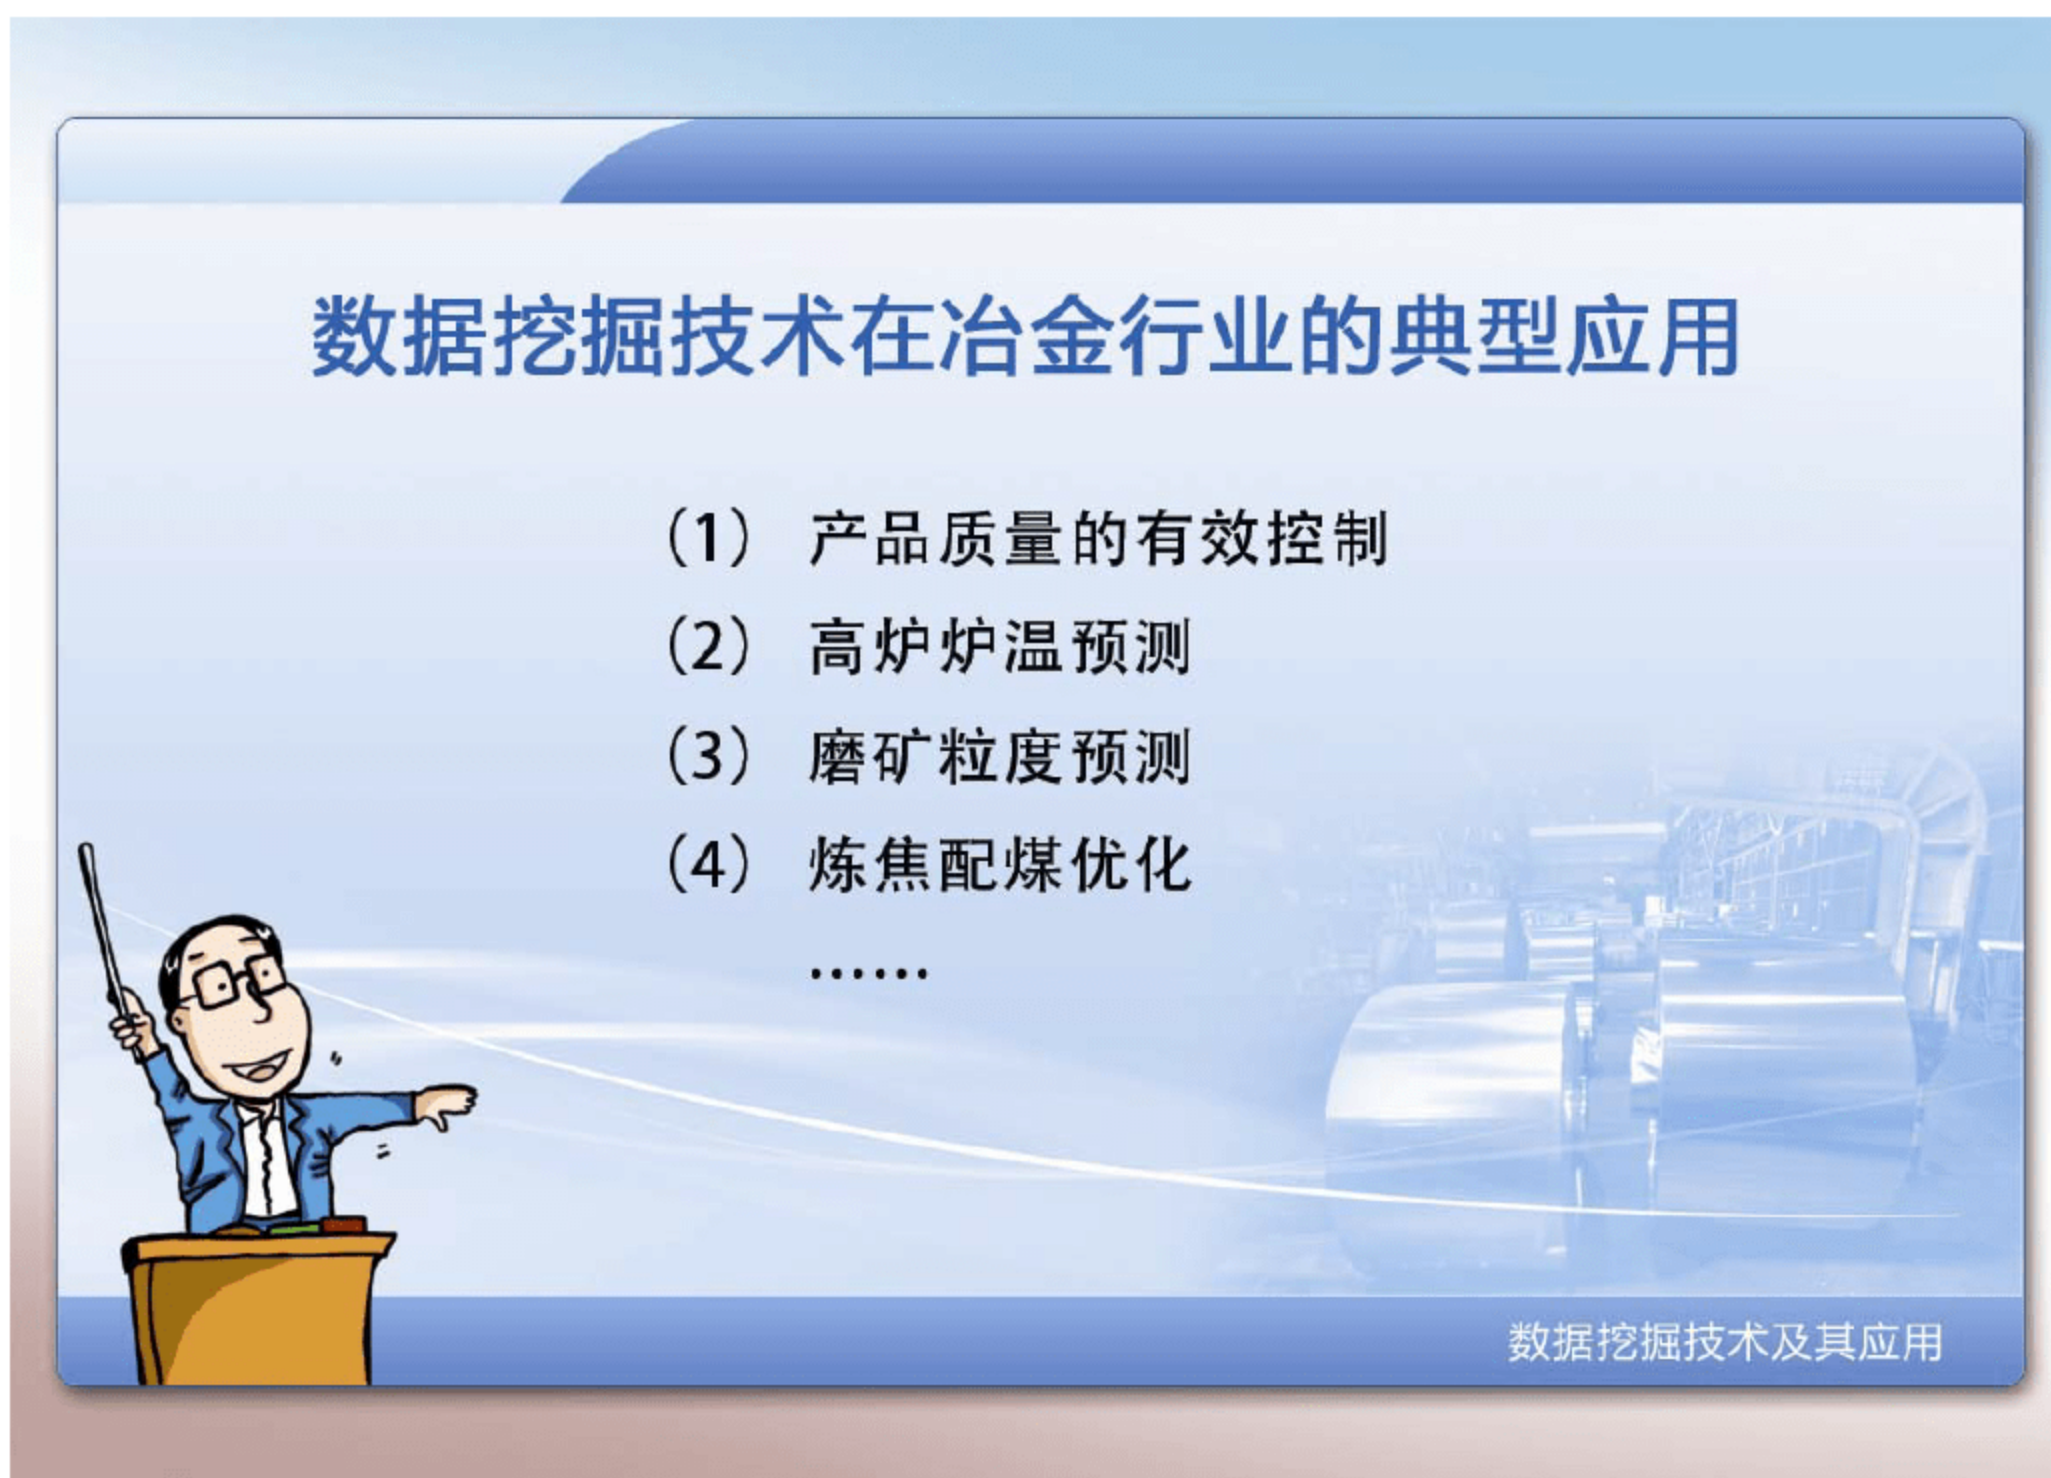 数据挖掘技术在冶金行业的典型应用
（1） 产品质量的有效控制
（2） 高炉炉温预测
（3） 磨矿粒度预测
（4） 炼焦配煤优化
······
数据挖掘技术及其应用